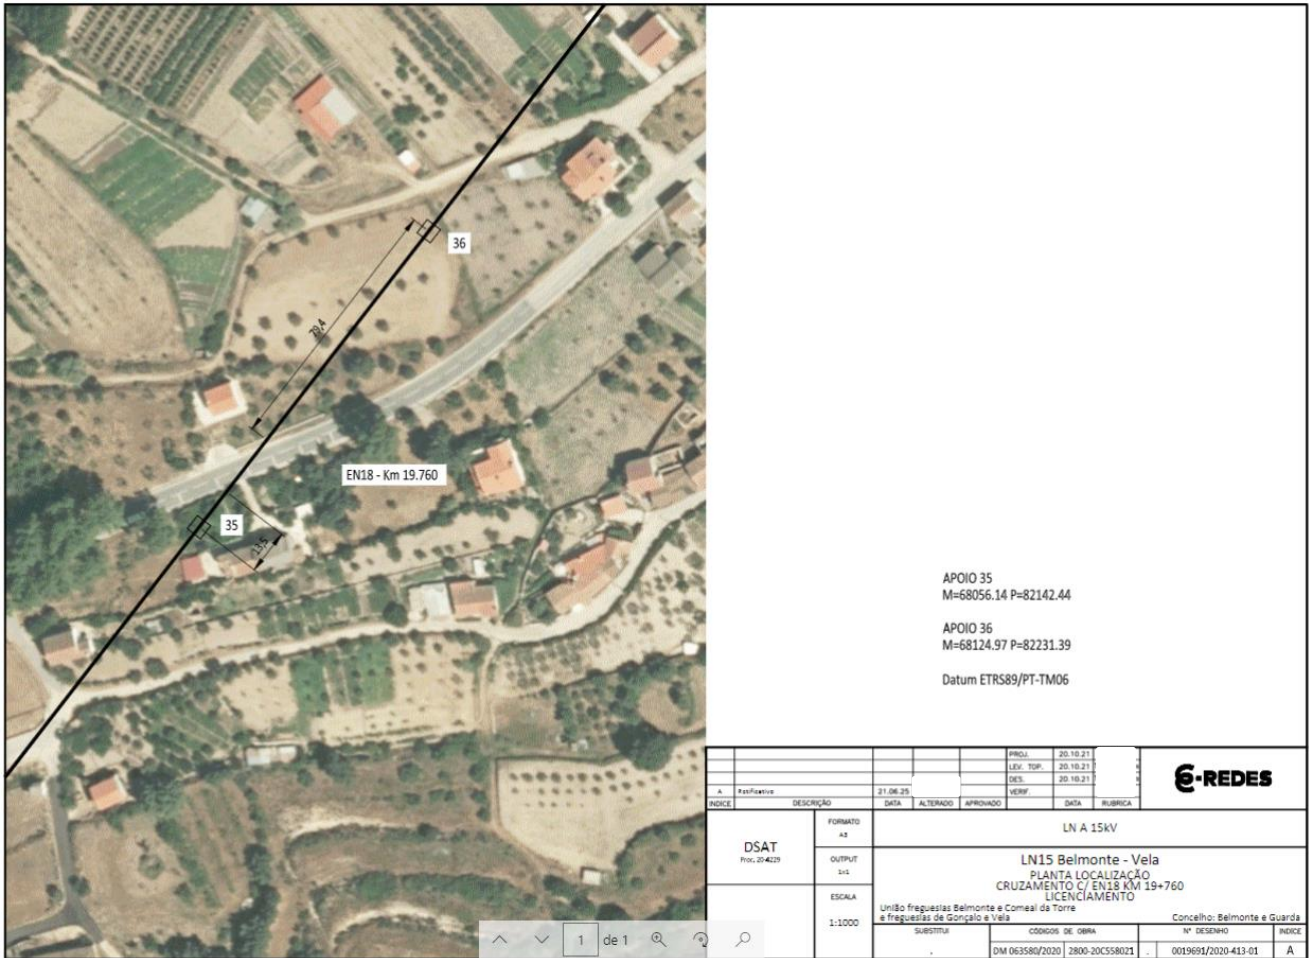 36
79,4
EN18 - Km 19.760
35
13,5
APOIO 35
M=68056.14 P=82142.44
APOIO 36
M=68124.97 P=82231.39
Datum ETRS89/PT-TM06
PROJ. 20.10.21
LEV. TOP. 20.10.21
DES. 20.10.21
A Ratificativo 21.06.25 VERIF.
INDICE DESCRIÇÃO DATA ALTERADO APROVADO DATA RUBRICA
E-REDES
DSAT
Proc. 20-4229
FORMATO
A3
OUTPUT
1x1
ESCALA
1:1000
LN A 15kV
LN15 Belmonte - Vela
PLANTA LOCALIZAÇÃO
CRUZAMENTO C/ EN18 KM 19+760
LICENCIAMENTO
União freguesias Belmonte e Comeal da Torre
e freguesias de Gonçalo e Vela
Concelho: Belmonte e Guarda
SUBSTITUI CÓDIGOS DE OBRA Nº DESENHO INDICE
. DM 063580/2020 2800-20C558021 . 0019691/2020-413-01 A
1 de 1